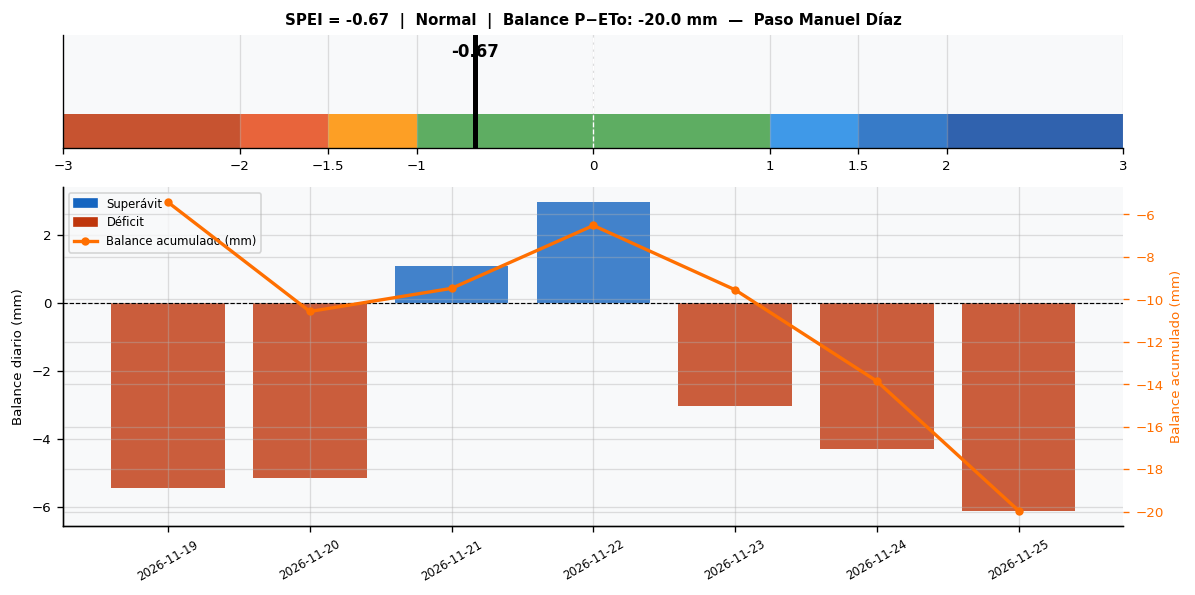 SPEI = -0.67 | Normal | Balance P−ETo: -20.0 mm — Paso Manuel Díaz
-0.67
−3 −2 −1.5 −1 0 1 1.5 2 3
Superávit
Déficit
Balance acumulado (mm)
Balance diario (mm)
2
0
−2
−4
−6
−6
−8
−10
−12
−14
−16
−18
−20
Balance acumulado (mm)
2026-11-19 2026-11-20 2026-11-21 2026-11-22 2026-11-23 2026-11-24 2026-11-25